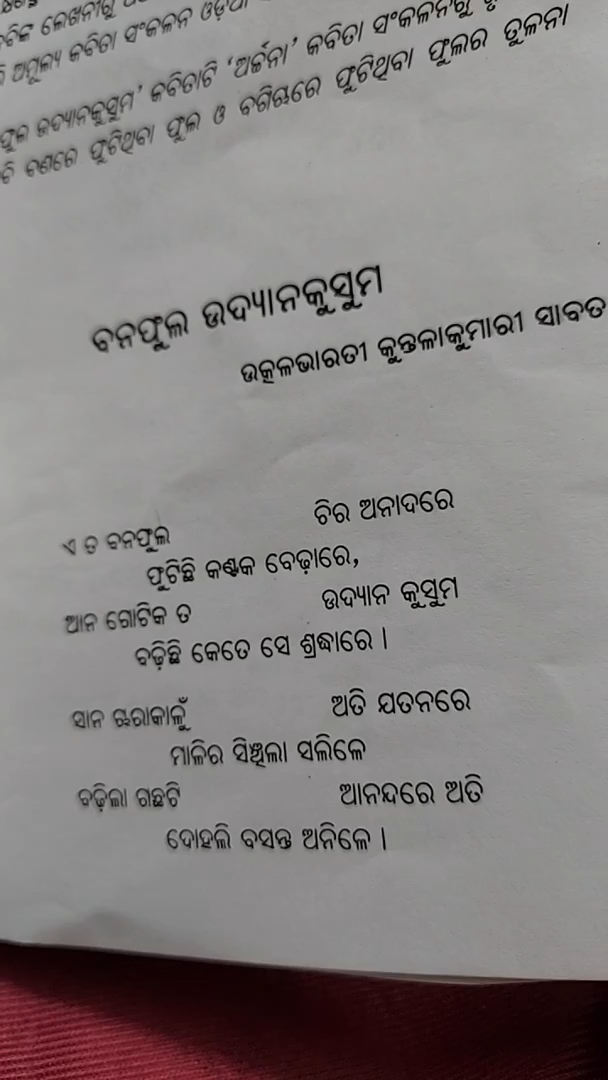 ଅମୂଲ୍ୟ କବିତା ସଂକଳନ ଓଡ଼ିଆ
ଫୁଲ ଉଦ୍ୟାନକୁସୁମ’ କବିତାଟି ‘ଅର୍ଚ୍ଚନା’ କବିତା ସଂକଳନରୁ
ବଣରେ ଫୁଟିଥିବା ଫୁଲ ଓ ବଗିଚାରେ ଫୁଟିଥିବା ଫୁଲର ତୁଳନା
ବନଫୁଲ ଉଦ୍ୟାନକୁସୁମ
ଉତ୍କଳଭାରତୀ କୁନ୍ତଳାକୁମାରୀ ସାବତ
ଏ ତ ବନଫୁଲ ଚିର ଅନାଦରେ
ଫୁଟିଛି କଣ୍ଟକ ବେଢ଼ାରେ,
ଆନ ଗୋଟିକ ତ ଉଦ୍ୟାନ କୁସୁମ
ବଢ଼ିଛି କେତେ ସେ ଶ୍ରଦ୍ଧାରେ ।
ସାନ ଚାରାକାଳୁଁ ଅତି ଯତନରେ
ମାଳିର ସିଞ୍ଚିଲା ସଲିଳେ
ବଢ଼ିଲା ଗଛଟି ଆନନ୍ଦରେ ଅତି
ଦୋହଲି ବସନ୍ତ ଅନିଳେ ।